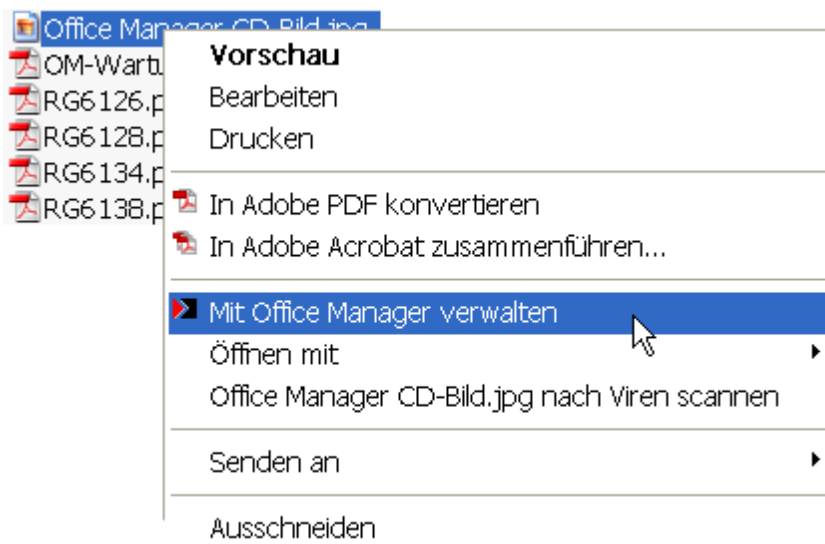 Office Manager CD-Bild.jpg
OM-Wartu
RG6126.p
RG6128.p
RG6134.p
RG6138.p
Vorschau
Bearbeiten
Drucken
In Adobe PDF konvertieren
In Adobe Acrobat zusammenführen...
Mit Office Manager verwalten
Öffnen mit
Office Manager CD-Bild.jpg nach Viren scannen
Senden an
Ausschneiden